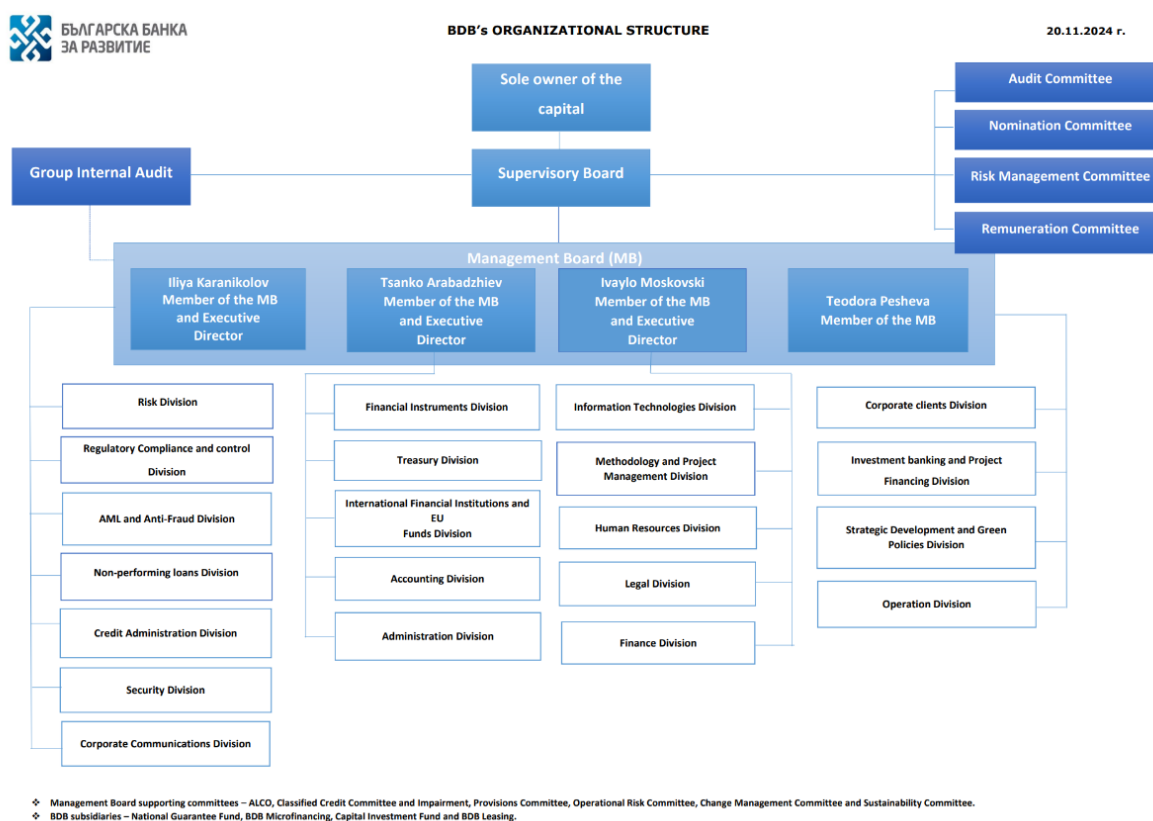 БЪЛГАРСКА БАНКА
ЗА РАЗВИТИЕ
BDB's ORGANIZATIONAL STRUCTURE
20.11.2024 г.
Sole owner of the
capital
Audit Committee
Nomination Committee
Risk Management Committee
Remuneration Committee
Group Internal Audit
Supervisory Board
Management Board (MB)
Iliya Karanikolov
Member of the MB
and Executive
Director
Tsanko Arabadzhiev
Member of the MB
and Executive
Director
Ivaylo Moskovski
Member of the MB
and Executive
Director
Teodora Pesheva
Member of the MB
Risk Division
Regulatory Compliance and control
Division
AML and Anti-Fraud Division
Non-performing loans Division
Credit Administration Division
Security Division
Corporate Communications Division
Financial Instruments Division
Treasury Division
International Financial Institutions and
EU
Funds Division
Accounting Division
Administration Division
Information Technologies Division
Methodology and Project
Management Division
Human Resources Division
Legal Division
Finance Division
Corporate clients Division
Investment banking and Project
Financing Division
Strategic Development and Green
Policies Division
Operation Division
❖ Management Board supporting committees – ALCO, Classified Credit Committee and Impairment, Provisions Committee, Operational Risk Committee, Change Management Committee and Sustainability Committee.
❖ BDB subsidiaries – National Guarantee Fund, BDB Microfinancing, Capital Investment Fund and BDB Leasing.